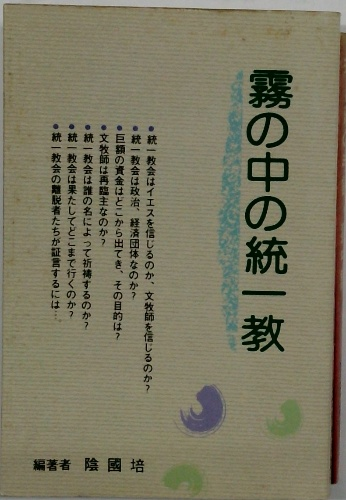 霧の中の統一教
●統一教会はイエスを信じるのか、文牧師を信じるのか?
●統一教会は政治、経済団体なのか?
●巨額の資金はどこから出てき、その目的は?
●文牧師は再臨主なのか?
●統一教会は誰の名によって祈祷するのか?
●統一教会は果たしてどこまで行くのか?
●統一教会の離脱者たちが証言するには…
編著者 陰國培